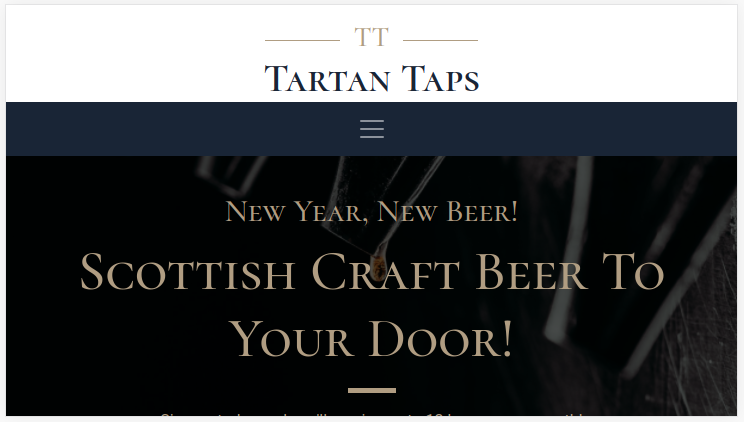 TT
Tartan Taps
New Year, New Beer!
Scottish Craft Beer To
Your Door!